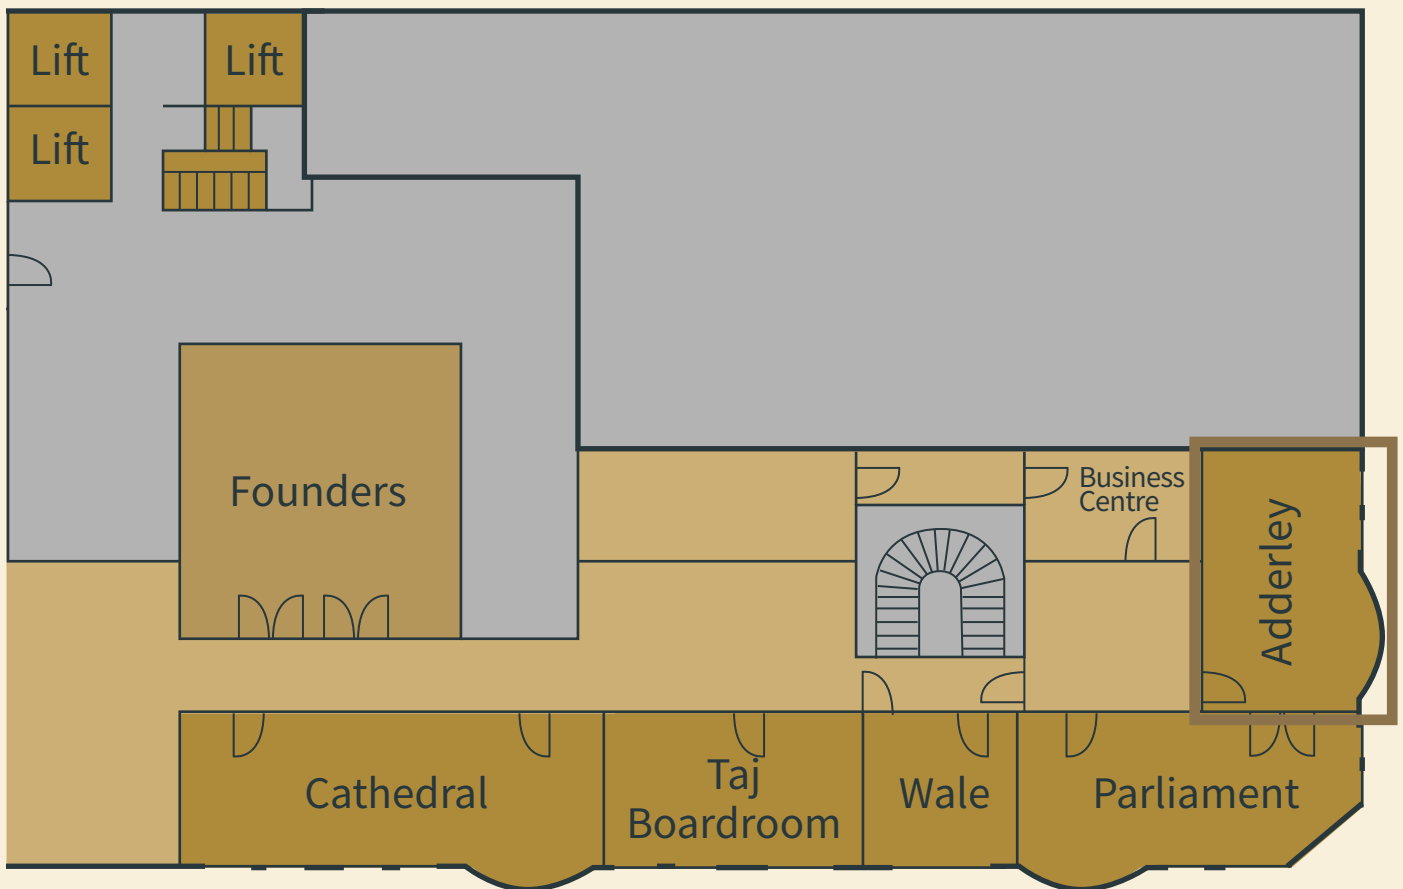 Lift
Lift
Lift
Founders
Business
Centre
Adderley
Cathedral
Taj
Boardroom
Wale
Parliament